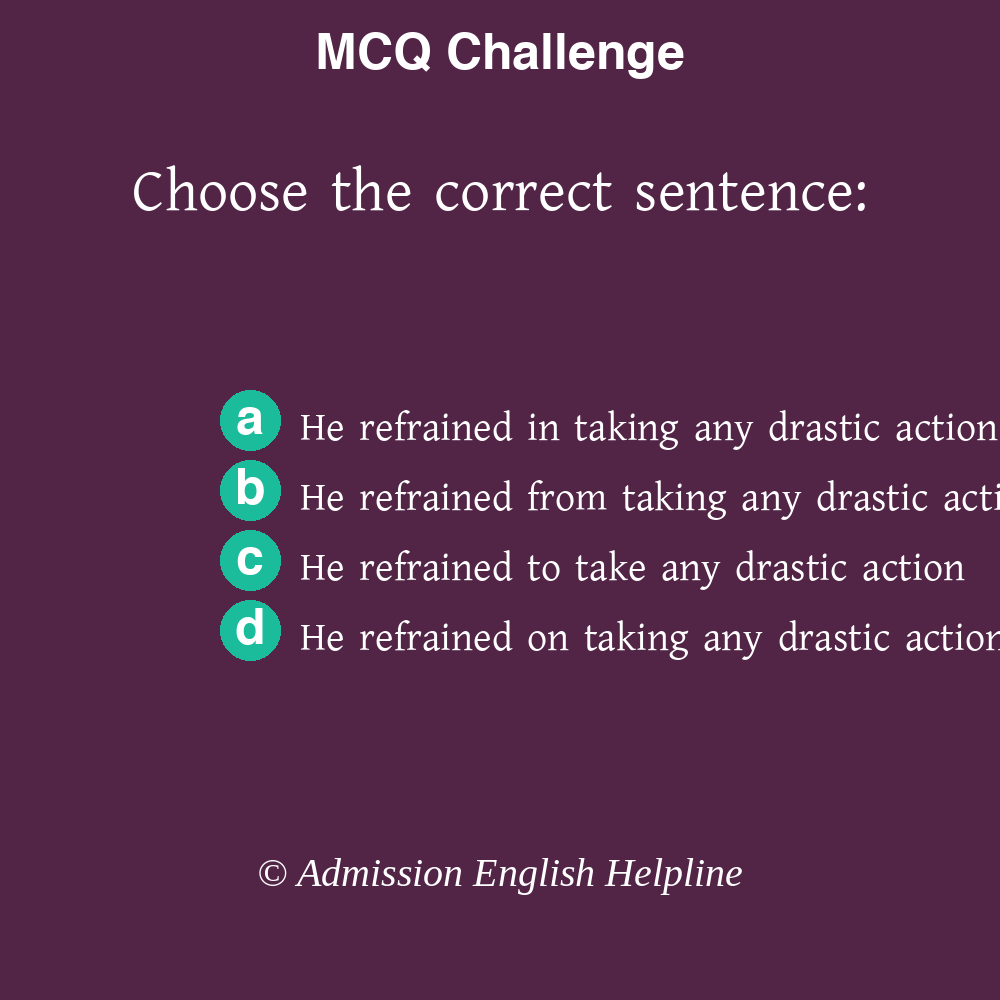 MCQ Challenge
Choose the correct sentence:
a He refrained in taking any drastic action
b He refrained from taking any drastic acti
c He refrained to take any drastic action
d He refrained on taking any drastic action
© Admission English Helpline